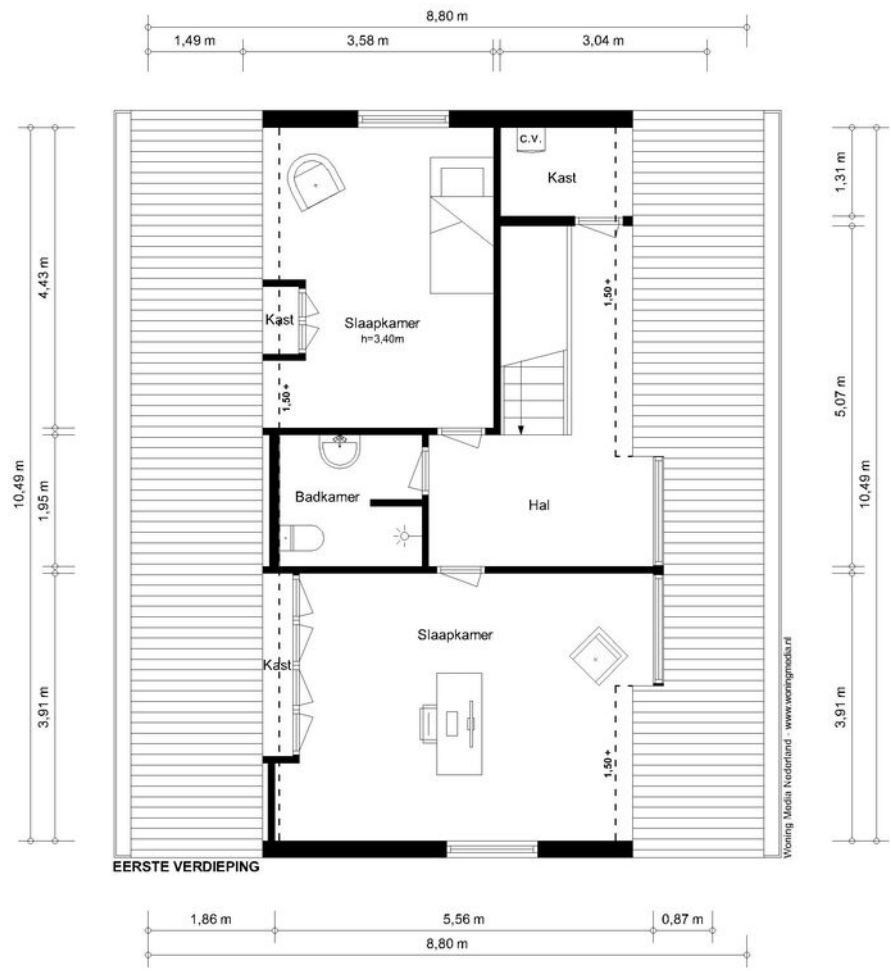 8,80 m
1,49 m
3,58 m
3,04 m
C.V.
Kast
1,31 m
4,43 m
1,50 +
Kast
Slaapkamer
h=3,40m
1,50 +
5,07 m
10,49 m
1,95 m
Badkamer
Hal
10,49 m
Slaapkamer
Kast
3,91 m
1,50 +
3,91 m
Woning Media Nederland - www.woningmedia.nl
EERSTE VERDIEPING
1,86 m
5,56 m
0,87 m
8,80 m